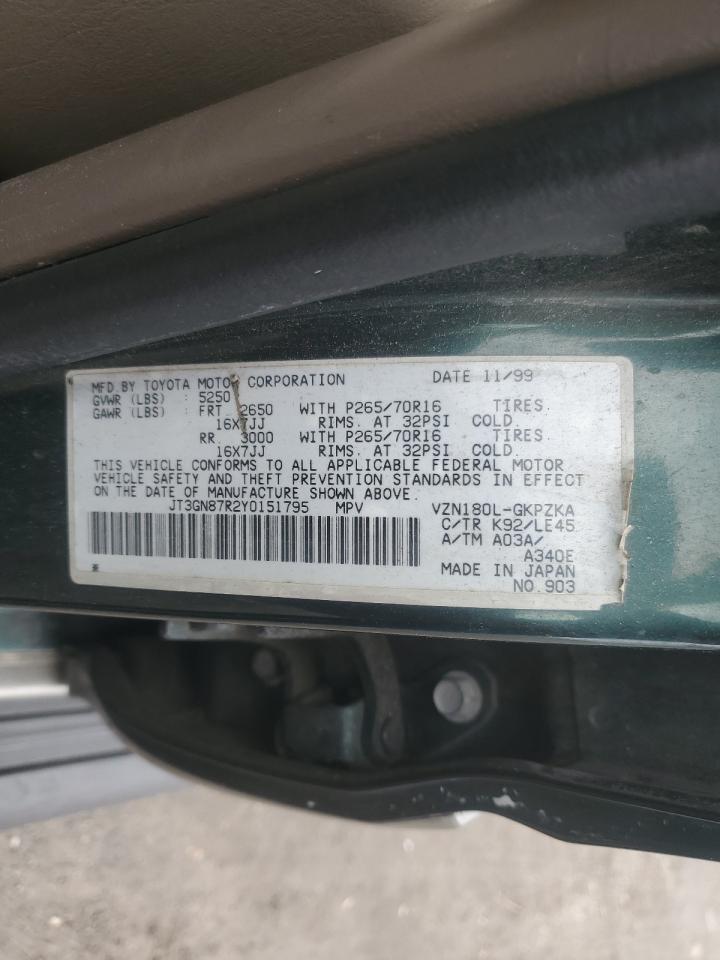 MFD BY TOYOTA MOTOR CORPORATION DATE 11/99
GVWR (LBS) : 5250
GAWR (LBS) : FRT 2650 WITH P265/70R16 TIRES.
16X7JJ RIMS. AT 32PSI COLD.
RR. 3000 WITH P265/70R16 TIRES.
16X7JJ RIMS. AT 32PSI COLD.
THIS VEHICLE CONFORMS TO ALL APPLICABLE FEDERAL MOTOR
VEHICLE SAFETY AND THEFT PREVENTION STANDARDS IN EFFECT
ON THE DATE OF MANUFACTURE SHOWN ABOVE.
JT3GN87R2Y0151795 MPV VZN180L-GKPZKA
C/TR K92/LE45
A/TM A03A/
A340E
MADE IN JAPAN
NO.903